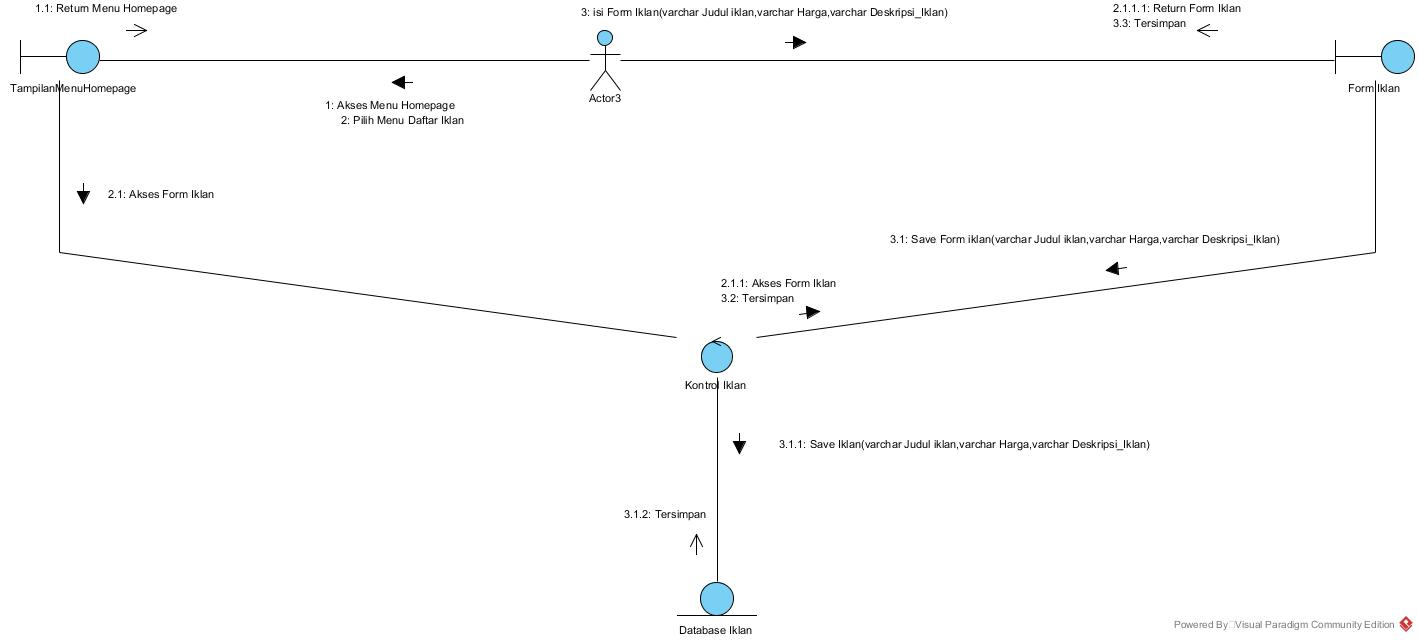 1.1: Return Menu Homepage
3: isi Form Iklan(varchar Judul iklan,varchar Harga,varchar Deskripsi_Iklan)
2.1.1.1: Return Form Iklan
3.3: Tersimpan
TampilanMenuHomepage
Actor3
Form Iklan
1: Akses Menu Homepage
2: Pilih Menu Daftar Iklan
2.1: Akses Form Iklan
3.1: Save Form iklan(varchar Judul iklan,varchar Harga,varchar Deskripsi_Iklan)
2.1.1: Akses Form Iklan
3.2: Tersimpan
Kontrol Iklan
3.1.1: Save Iklan(varchar Judul iklan,varchar Harga,varchar Deskripsi_Iklan)
3.1.2: Tersimpan
Database Iklan
Powered By Visual Paradigm Community Edition